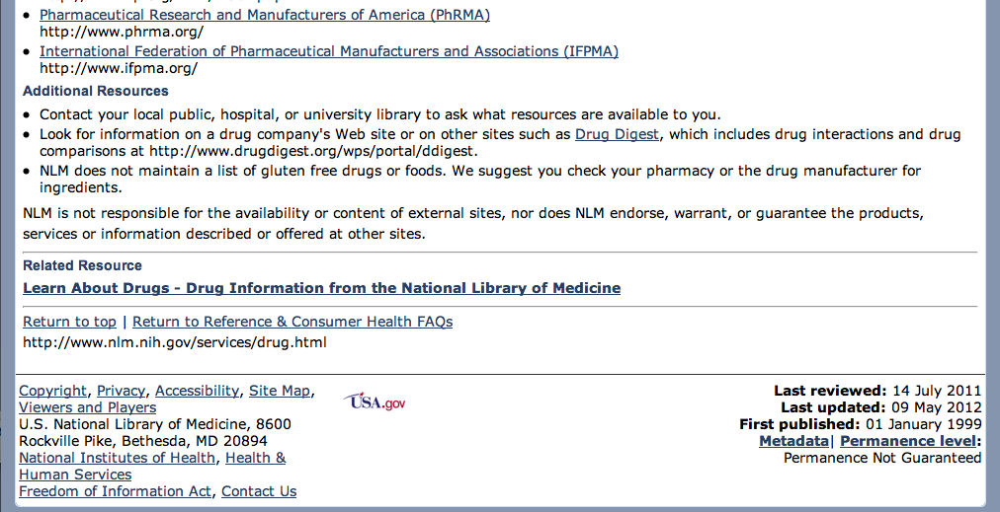 • Pharmaceutical Research and Manufacturers of America (PhRMA)
http://www.phrma.org/
• International Federation of Pharmaceutical Manufacturers and Associations (IFPMA)
http://www.ifpma.org/
Additional Resources
• Contact your local public, hospital, or university library to ask what resources are available to you.
• Look for information on a drug company's Web site or on other sites such as Drug Digest, which includes drug interactions and drug
comparisons at http://www.drugdigest.org/wps/portal/ddigest.
• NLM does not maintain a list of gluten free drugs or foods. We suggest you check your pharmacy or the drug manufacturer for
ingredients.
NLM is not responsible for the availability or content of external sites, nor does NLM endorse, warrant, or guarantee the products,
services or information described or offered at other sites.
Related Resource
Learn About Drugs - Drug Information from the National Library of Medicine
Return to top | Return to Reference & Consumer Health FAQs
http://www.nlm.nih.gov/services/drug.html
Copyright, Privacy, Accessibility, Site Map,
Viewers and Players
U.S. National Library of Medicine, 8600
Rockville Pike, Bethesda, MD 20894
National Institutes of Health, Health &
Human Services
Freedom of Information Act, Contact Us
USA.gov
Last reviewed: 14 July 2011
Last updated: 09 May 2012
First published: 01 January 1999
Metadata| Permanence level:
Permanence Not Guaranteed